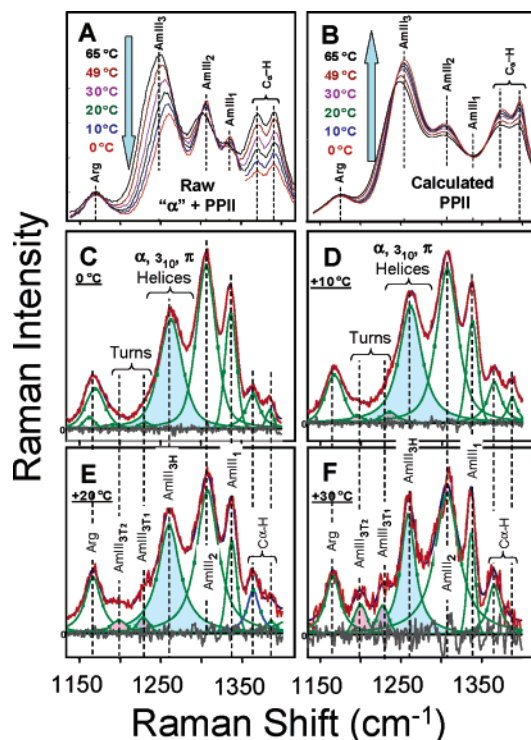 A
65 °C
49 °C
30 °C
20 °C
10 °C
0 °C
Arg
AmIII₃
AmIII₂
AmIII₁
Cα–H
Raw
"α" + PPII
B
65 °C
49 °C
30 °C
20 °C
10 °C
0 °C
Arg
AmIII₃
AmIII₂
AmIII₁
Cα–H
Calculated
PPII
Raman Intensity
C
0 °C
α, 3₁₀, π
Helices
Turns
0
D
+10 °C
α, 3₁₀, π
Helices
Turns
0
E
+20 °C
Arg
AmIII3T2
AmIII3T1
AmIII3H
AmIII2
AmIII1
Cα-H
0
F
+30 °C
Arg
AmIII3T2
AmIII3T1
AmIII3H
AmIII2
AmIII1
Cα-H
0
1150 1250 1350
1150 1250 1350
Raman Shift (cm⁻¹)